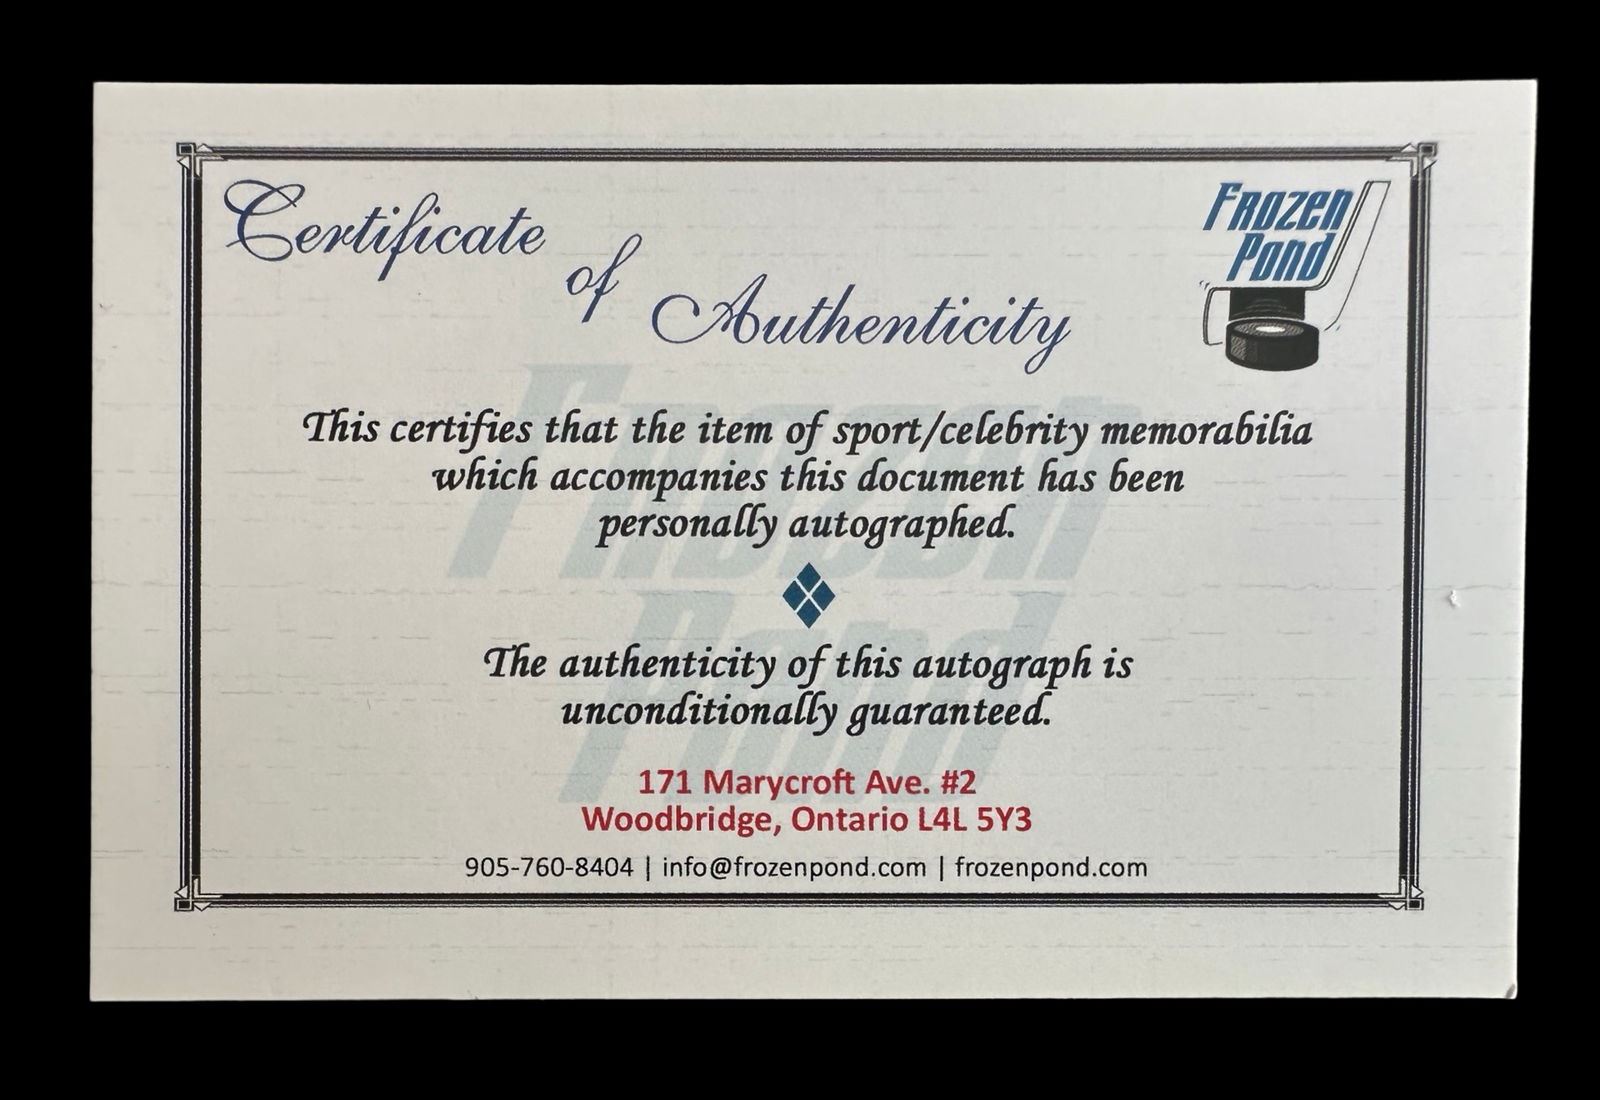 Certificate
of
Authenticity
Frozen
Pond
This certifies that the item of sport/celebrity memorabilia
which accompanies this document has been
personally autographed.
The authenticity of this autograph is
unconditionally guaranteed.
171 Marycroft Ave. #2
Woodbridge, Ontario L4L 5Y3
905-760-8404 | info@frozenpond.com | frozenpond.com
Frozen
Pond